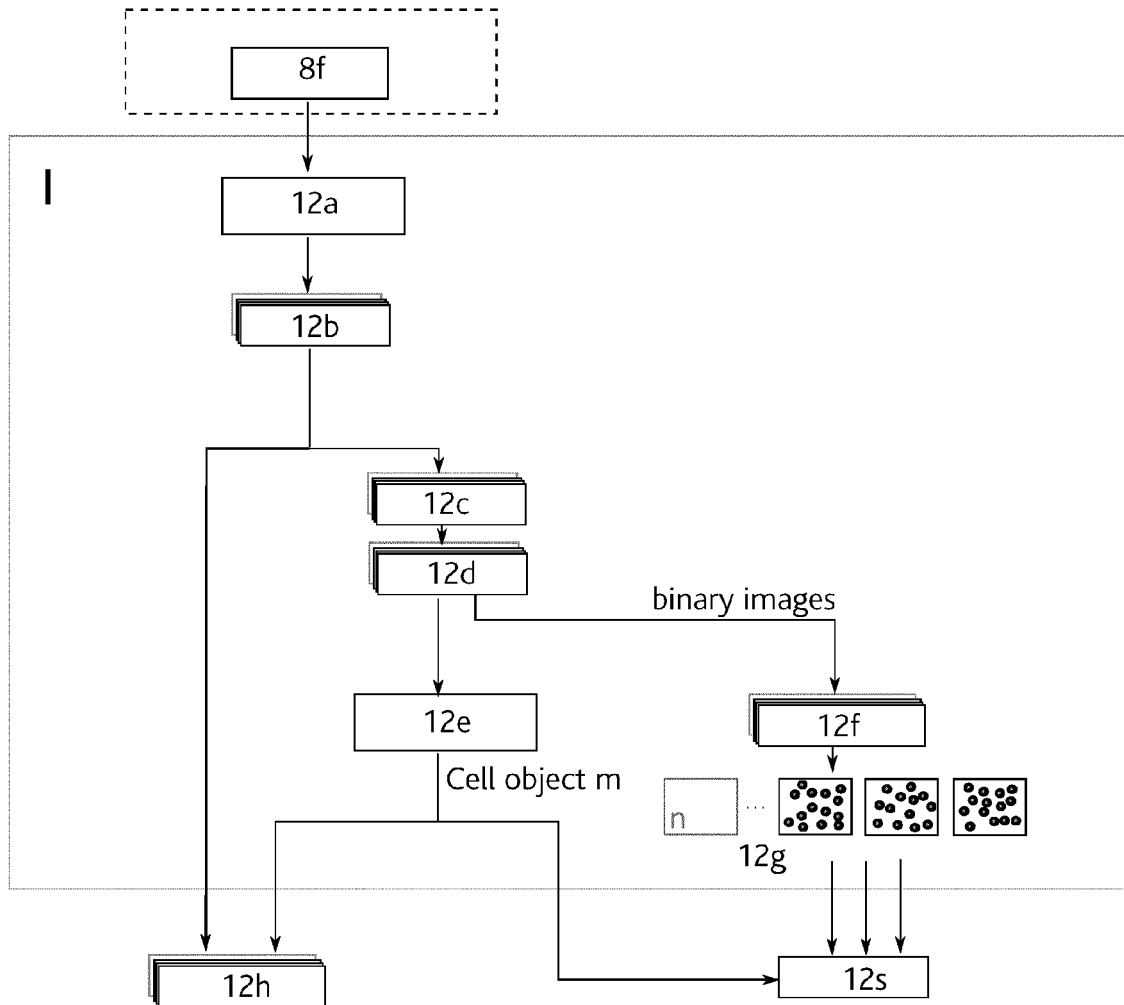 8f
I
12a
12b
12c
12d
binary images
12e
12f
Cell object m
n
...
12g
12h
12s